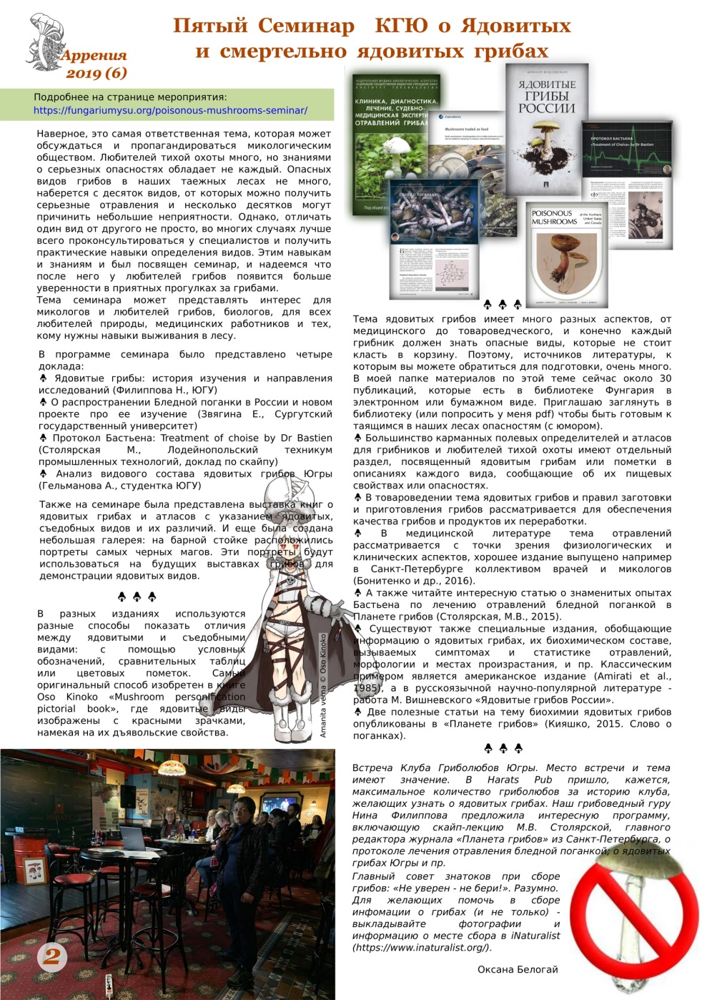 Аррения
2019 (6)
Пятый Семинар КГЮ о Ядовитых
и смертельно ядовитых грибах
Подробнее на странице мероприятия:
https://fungariumysu.org/poisonous-mushrooms-seminar/
Наверное, это самая ответственная тема, которая может
обсуждаться и пропагандироваться микологическим
обществом. Любителей тихой охоты много, но знаниями
о серьезных опасностях обладает не каждый. Опасных
видов грибов в наших таежных лесах не много,
наберется с десяток видов, от которых можно получить
серьезные отравления и несколько десятков могут
причинить небольшие неприятности. Однако, отличать
один вид от другого не просто, во многих случаях лучше
всего проконсультироваться у специалистов и получить
практические навыки определения видов. Этим навыкам
и знаниям и был посвящен семинар, и надеемся что
после него у любителей грибов появится больше
уверенности в приятных прогулках за грибами.
Тема семинара может представлять интерес для
микологов и любителей грибов, биологов, для всех
любителей природы, медицинских работников и тех,
кому нужны навыки выживания в лесу.
В программе семинара было представлено четыре
доклада:
Ядовитые грибы: история изучения и направления
исследований (Филиппова Н., ЮГУ)
О распространении Бледной поганки в России и новом
проекте про ее изучение (Звягина Е., Сургутский
государственный университет)
Протокол Бастьена: Treatment of choise by Dr Bastien
(Столярская М., Лодейнопольский техникум
промышленных технологий, доклад по скайпу)
Анализ видового состава ядовитых грибов Югры
(Гельманова А., студентка ЮГУ)
Также на семинаре была представлена выставка книг о
ядовитых грибах и атласов с указанием ядовитых,
съедобных видов и их различий. И еще была создана
небольшая галерея: на барной стойке расположились
портреты самых черных магов. Эти портреты будут
использоваться на будущих выставках грибов для
демонстрации ядовитых видов.
В разных изданиях используются
разные способы показать отличия
между ядовитыми и съедобными
видами: с помощью условных
обозначений, сравнительных таблиц
или цветовых пометок. Самый
оригинальный способ изобретен в книге
Oso Kinoko «Mushroom personification
pictorial book», где ядовитые виды
изображены с красными зрачками,
намекая на их дъявольские свойства.
Amanita verna © Oso Kinoko
2
КЛИНИКА, ДИАГНОСТИКА,
ЛЕЧЕНИЕ, СУДЕБНО-
МЕДИЦИНСКАЯ ЭКСПЕРТИ
ОТРАВЛЕНИЙ ГРИБАМ
norden
Mushrooms traded as food
МИХАИЛ ВИШНЕВСКИЙ
ЯДОВИТЫЕ
ГРИБЫ
РОССИИ
ПРОТОКОЛ БАСТЬЕНА
«Treatment of Choice» by Dr Bastien
СЛОВО О ПОГАНКАХ
POISONOUS
MUSHROOMS
of the Northern
United States
and Canada
Тема ядовитых грибов имеет много разных аспектов, от
медицинского до товароведческого, и конечно каждый
грибник должен знать опасные виды, которые не стоит
класть в корзину. Поэтому, источников литературы, к
которым вы можете обратиться для подготовки, очень много.
В моей папке материалов по этой теме сейчас около 30
публикаций, которые есть в библиотеке Фунгария в
электронном или бумажном виде. Приглашаю заглянуть в
библиотеку (или попросить у меня pdf) чтобы быть готовым к
таящимся в наших лесах опасностям (с юмором).
Большинство карманных полевых определителей и атласов
для грибников и любителей тихой охоты имеют отдельный
раздел, посвященный ядовитым грибам или пометки в
описаниях каждого вида, сообщающие об их пищевых
свойствах или опасностях.
В товароведении тема ядовитых грибов и правил заготовки
и приготовления грибов рассматривается для обеспечения
качества грибов и продуктов их переработки.
В медицинской литературе тема отравлений
рассматривается с точки зрения физиологических и
клинических аспектов, хорошее издание выпущено например
в Санкт-Петербурге коллективом врачей и микологов
(Бонитенко и др., 2016).
А также читайте интересную статью о знаменитых опытах
Бастьена по лечению отравлений бледной поганкой в
Планете грибов (Столярская, М.В., 2015).
Существуют также специальные издания, обобщающие
информацию о ядовитых грибах, их биохимическом составе,
вызываемых симптомах и статистике отравлений,
морфологии и местах произрастания, и пр. Классическим
примером является американское издание (Amirati et al.,
1985), а в русскоязычной научно-популярной литературе -
работа М. Вишневского «Ядовитые грибов России».
Две полезные статьи на тему биохимии ядовитых грибов
опубликованы в «Планете грибов» (Кияшко, 2015. Слово о
поганках).
Встреча Клуба Гриболюбов Югры. Место встречи и тема
имеют значение. В Harats Pub пришло, кажется,
максимальное количество гриболюбов за историю клуба,
желающих узнать о ядовитых грибах. Наш грибоведный гуру
Нина Филиппова предложила интересную программу,
включающую скайп-лекцию М.В. Столярской, главного
редактора журнала «Планета грибов» из Санкт-Петербурга, о
протоколе лечения отравления бледной поганкой; о ядовитых
грибах Югры и пр.
Главный совет знатоков при сборе
грибов: «Не уверен - не бери!». Разумно.
Для желающих помочь в сборе
инфомации о грибах (и не только) -
выкладывайте фотографии и
информацию о месте сбора в iNaturalist
(https://www.inaturalist.org/).
Оксана Белогай